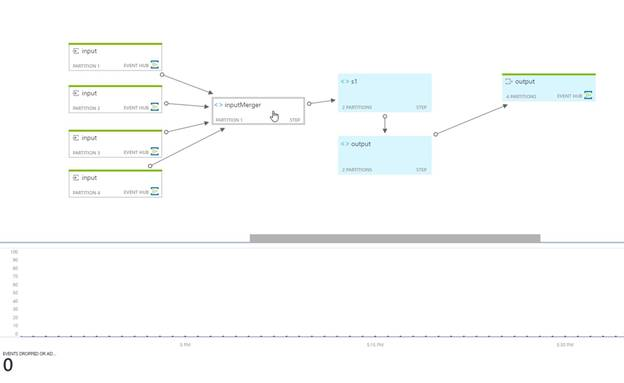 input
PARTITION 1 EVENT HUB
input
PARTITION 2 EVENT HUB
input
PARTITION 3 EVENT HUB
input
PARTITION 4 EVENT HUB
<> inputMerger
PARTITION 1 STEP
<> s1
2 PARTITIONS STEP
<> output
2 PARTITIONS STEP
output
4 PARTITIONS EVENT HUB
100
90
80
70
60
50
40
30
20
10
0
5 PM 5:15 PM 5:30 PM
EVENTS DROPPED OR AD...
0